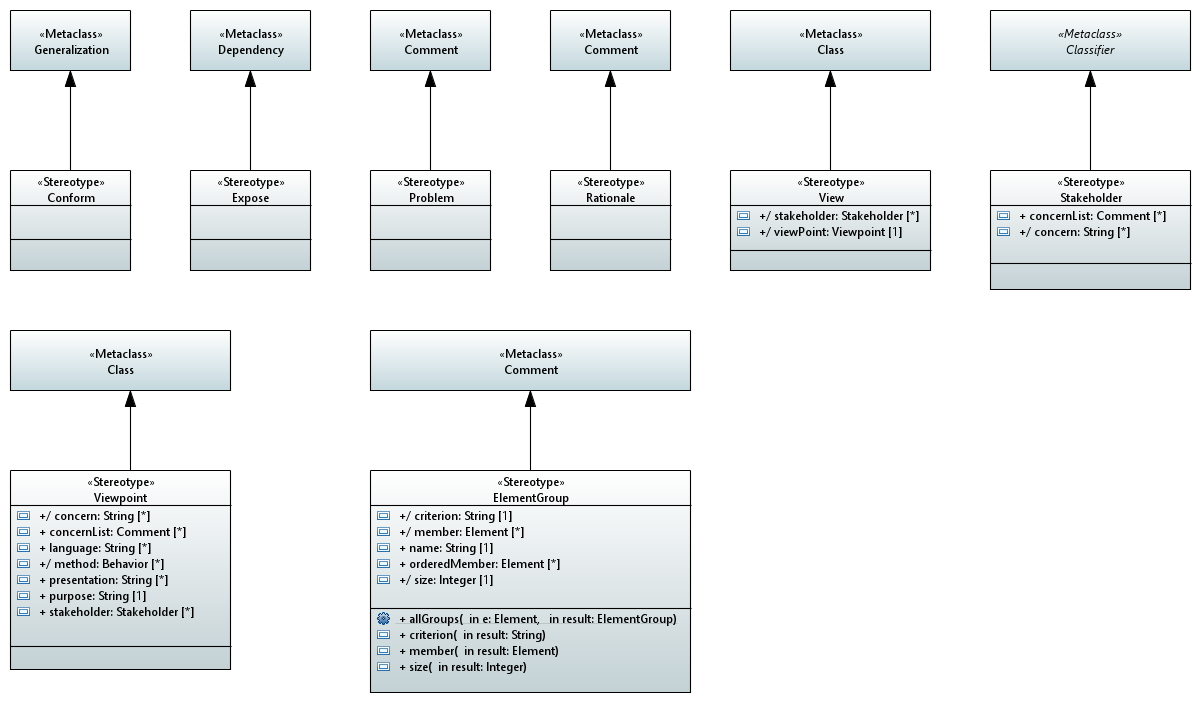 «Metaclass»
Generalization
«Metaclass»
Dependency
«Metaclass»
Comment
«Metaclass»
Comment
«Metaclass»
Class
«Metaclass»
Classifier
«Stereotype»
Conform
«Stereotype»
Expose
«Stereotype»
Problem
«Stereotype»
Rationale
«Stereotype»
View
+/ stakeholder: Stakeholder [*]
+/ viewPoint: Viewpoint [1]
«Stereotype»
Stakeholder
+ concernList: Comment [*]
+/ concern: String [*]
«Metaclass»
Class
«Metaclass»
Comment
«Stereotype»
Viewpoint
+/ concern: String [*]
+ concernList: Comment [*]
+ language: String [*]
+/ method: Behavior [*]
+ presentation: String [*]
+ purpose: String [1]
+ stakeholder: Stakeholder [*]
«Stereotype»
ElementGroup
+/ criterion: String [1]
+/ member: Element [*]
+ name: String [1]
+ orderedMember: Element [*]
+/ size: Integer [1]
+ allGroups(  in e: Element,   in result: ElementGroup)
+ criterion(  in result: String)
+ member(  in result: Element)
+ size(  in result: Integer)